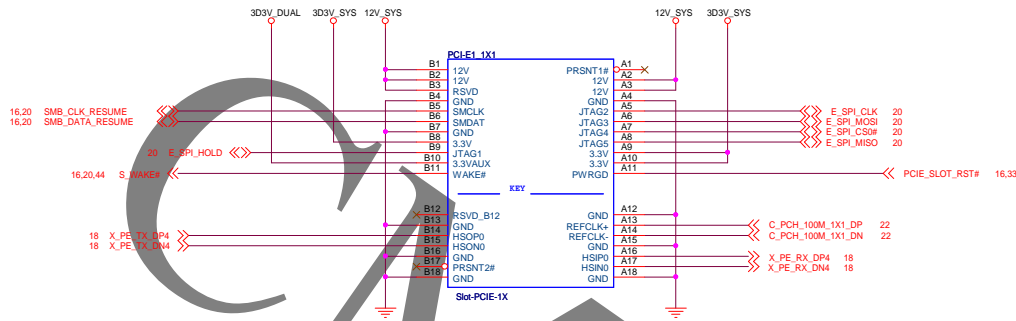 3D3V_DUAL 3D3V_SYS 12V_SYS 12V_SYS 3D3V_SYS
PCI-E1_1X1
B1 12V PRSNT1# A1
B2 12V 12V A2
B3 RSVD 12V A3
B4 GND GND A4
16,20 SMB_CLK_RESUME B5 SMCLK JTAG2 A5 E_SPI_CLK 20
16,20 SMB_DATA_RESUME B6 SMDAT JTAG3 A6 E_SPI_MOSI 20
B7 GND JTAG4 A7 E_SPI_CS0# 20
B8 3.3V JTAG5 A8 E_SPI_MISO 20
20 E_SPI_HOLD B9 JTAG1 3.3V A9
B10 3.3VAUX 3.3V A10
16,20,44 S_WAKE# B11 WAKE# PWRGD A11 PCIE_SLOT_RST# 16,33
KEY
B12 RSVD_B12 GND A12
B13 GND REFCLK+ A13 C_PCH_100M_1X1_DP 22
18 X_PE_TX_DP4 B14 HSOP0 REFCLK- A14 C_PCH_100M_1X1_DN 22
18 X_PE_TX_DN4 B15 HSON0 GND A15
B16 GND HSIP0 A16 X_PE_RX_DP4 18
B17 PRSNT2# HSIN0 A17 X_PE_RX_DN4 18
B18 GND GND A18
Slot-PCIE-1X